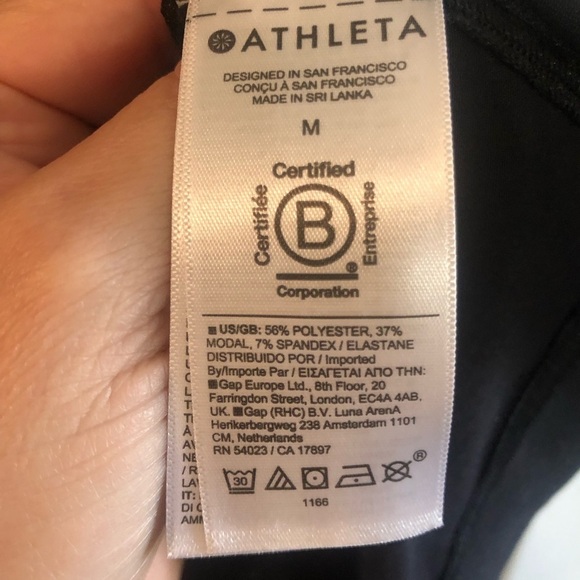 ATHLETA
DESIGNED IN SAN FRANCISCO
CONÇU À SAN FRANCISCO
MADE IN SRI LANKA
M
Certified
Certifiée
B
Entreprise
®
Corporation
US/GB: 56% POLYESTER, 37%
MODAL, 7% SPANDEX / ELASTANE
DISTRIBUIDO POR / Imported
By/Importe Par / ΕΙΣΑΓΕΤΑΙ ΑΠΟ ΤΗΝ:
Gap Europe Ltd., 8th Floor, 20
Farringdon Street, London, EC4A 4AB.
UK. Gap (RHC) B.V. Luna ArenA
Herikerbergweg 238 Amsterdam 1101
CM, Netherlands
RN 54023 / CA 17897
30
®
1166